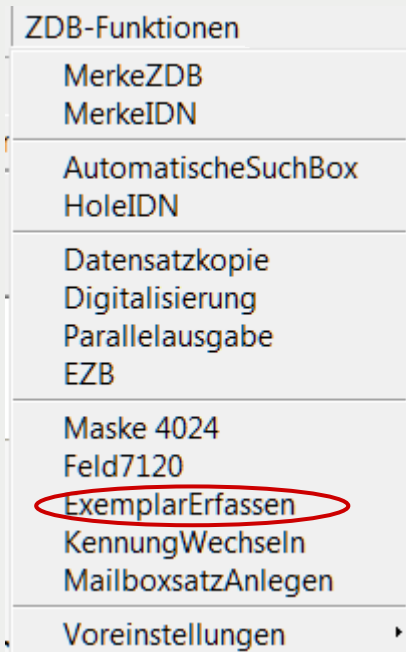 ZDB-Funktionen
MerkeZDB
MerkeIDN
AutomatischeSuchBox
HoleIDN
Datensatzkopie
Digitalisierung
Parallelausgabe
EZB
Maske 4024
Feld7120
ExemplarErfassen
KennungWechseln
MailboxsatzAnlegen
Voreinstellungen